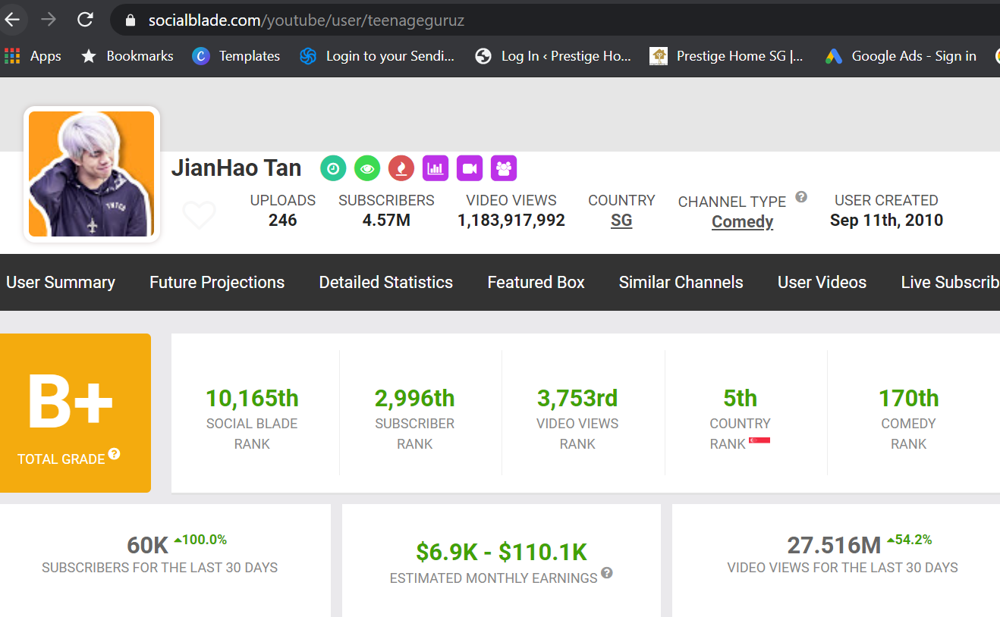 socialblade.com/youtube/user/teenageguruz
Apps Bookmarks C Templates Login to your Sendi... Log In ‹ Prestige Ho... Prestige Home SG |... Google Ads - Sign in
JianHao Tan
UPLOADS SUBSCRIBERS VIDEO VIEWS COUNTRY CHANNEL TYPE ? USER CREATED
246 4.57M 1,183,917,992 SG Comedy Sep 11th, 2010
User Summary Future Projections Detailed Statistics Featured Box Similar Channels User Videos Live Subscrib
B+
TOTAL GRADE ?
10,165th 2,996th 3,753rd 5th 170th
SOCIAL BLADE SUBSCRIBER VIDEO VIEWS COUNTRY COMEDY
RANK RANK RANK RANK RANK
60K 100.0% $6.9K - $110.1K 27.516M 54.2%
SUBSCRIBERS FOR THE LAST 30 DAYS ESTIMATED MONTHLY EARNINGS ? VIDEO VIEWS FOR THE LAST 30 DAYS